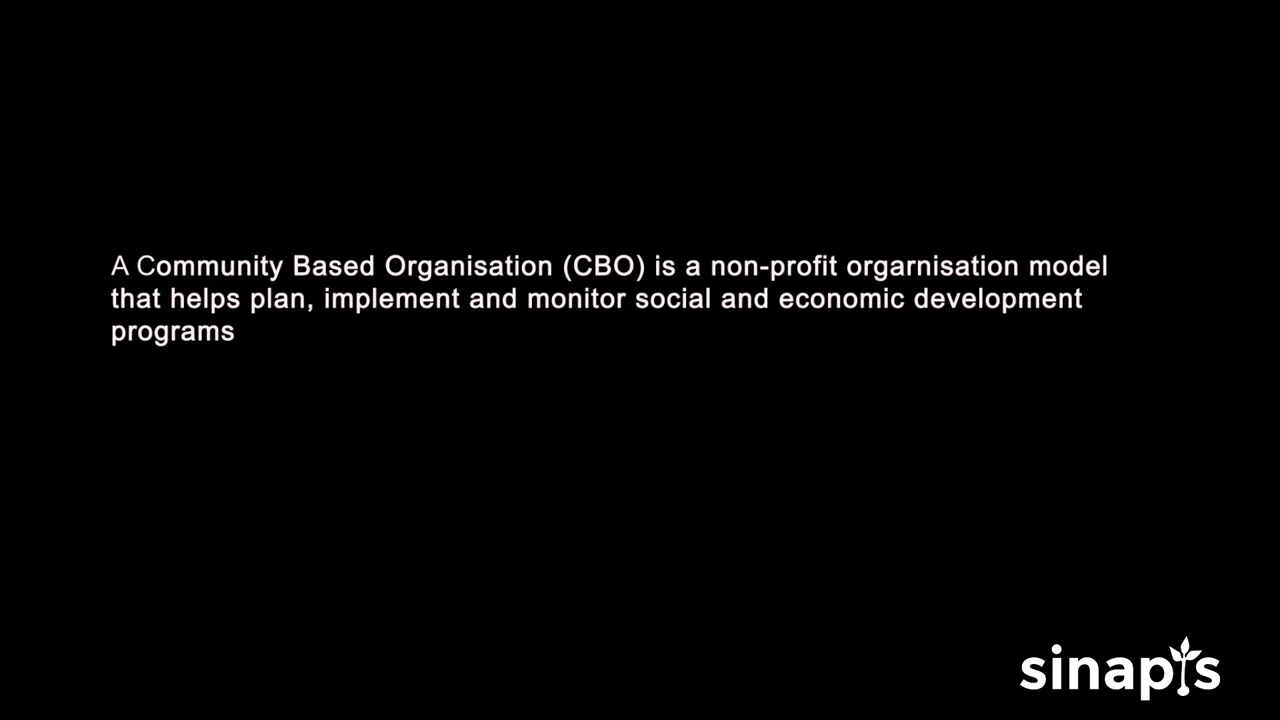 A Community Based Organisation (CBO) is a non-profit orgarnisation model
that helps plan, implement and monitor social and economic development
programs
sinapis